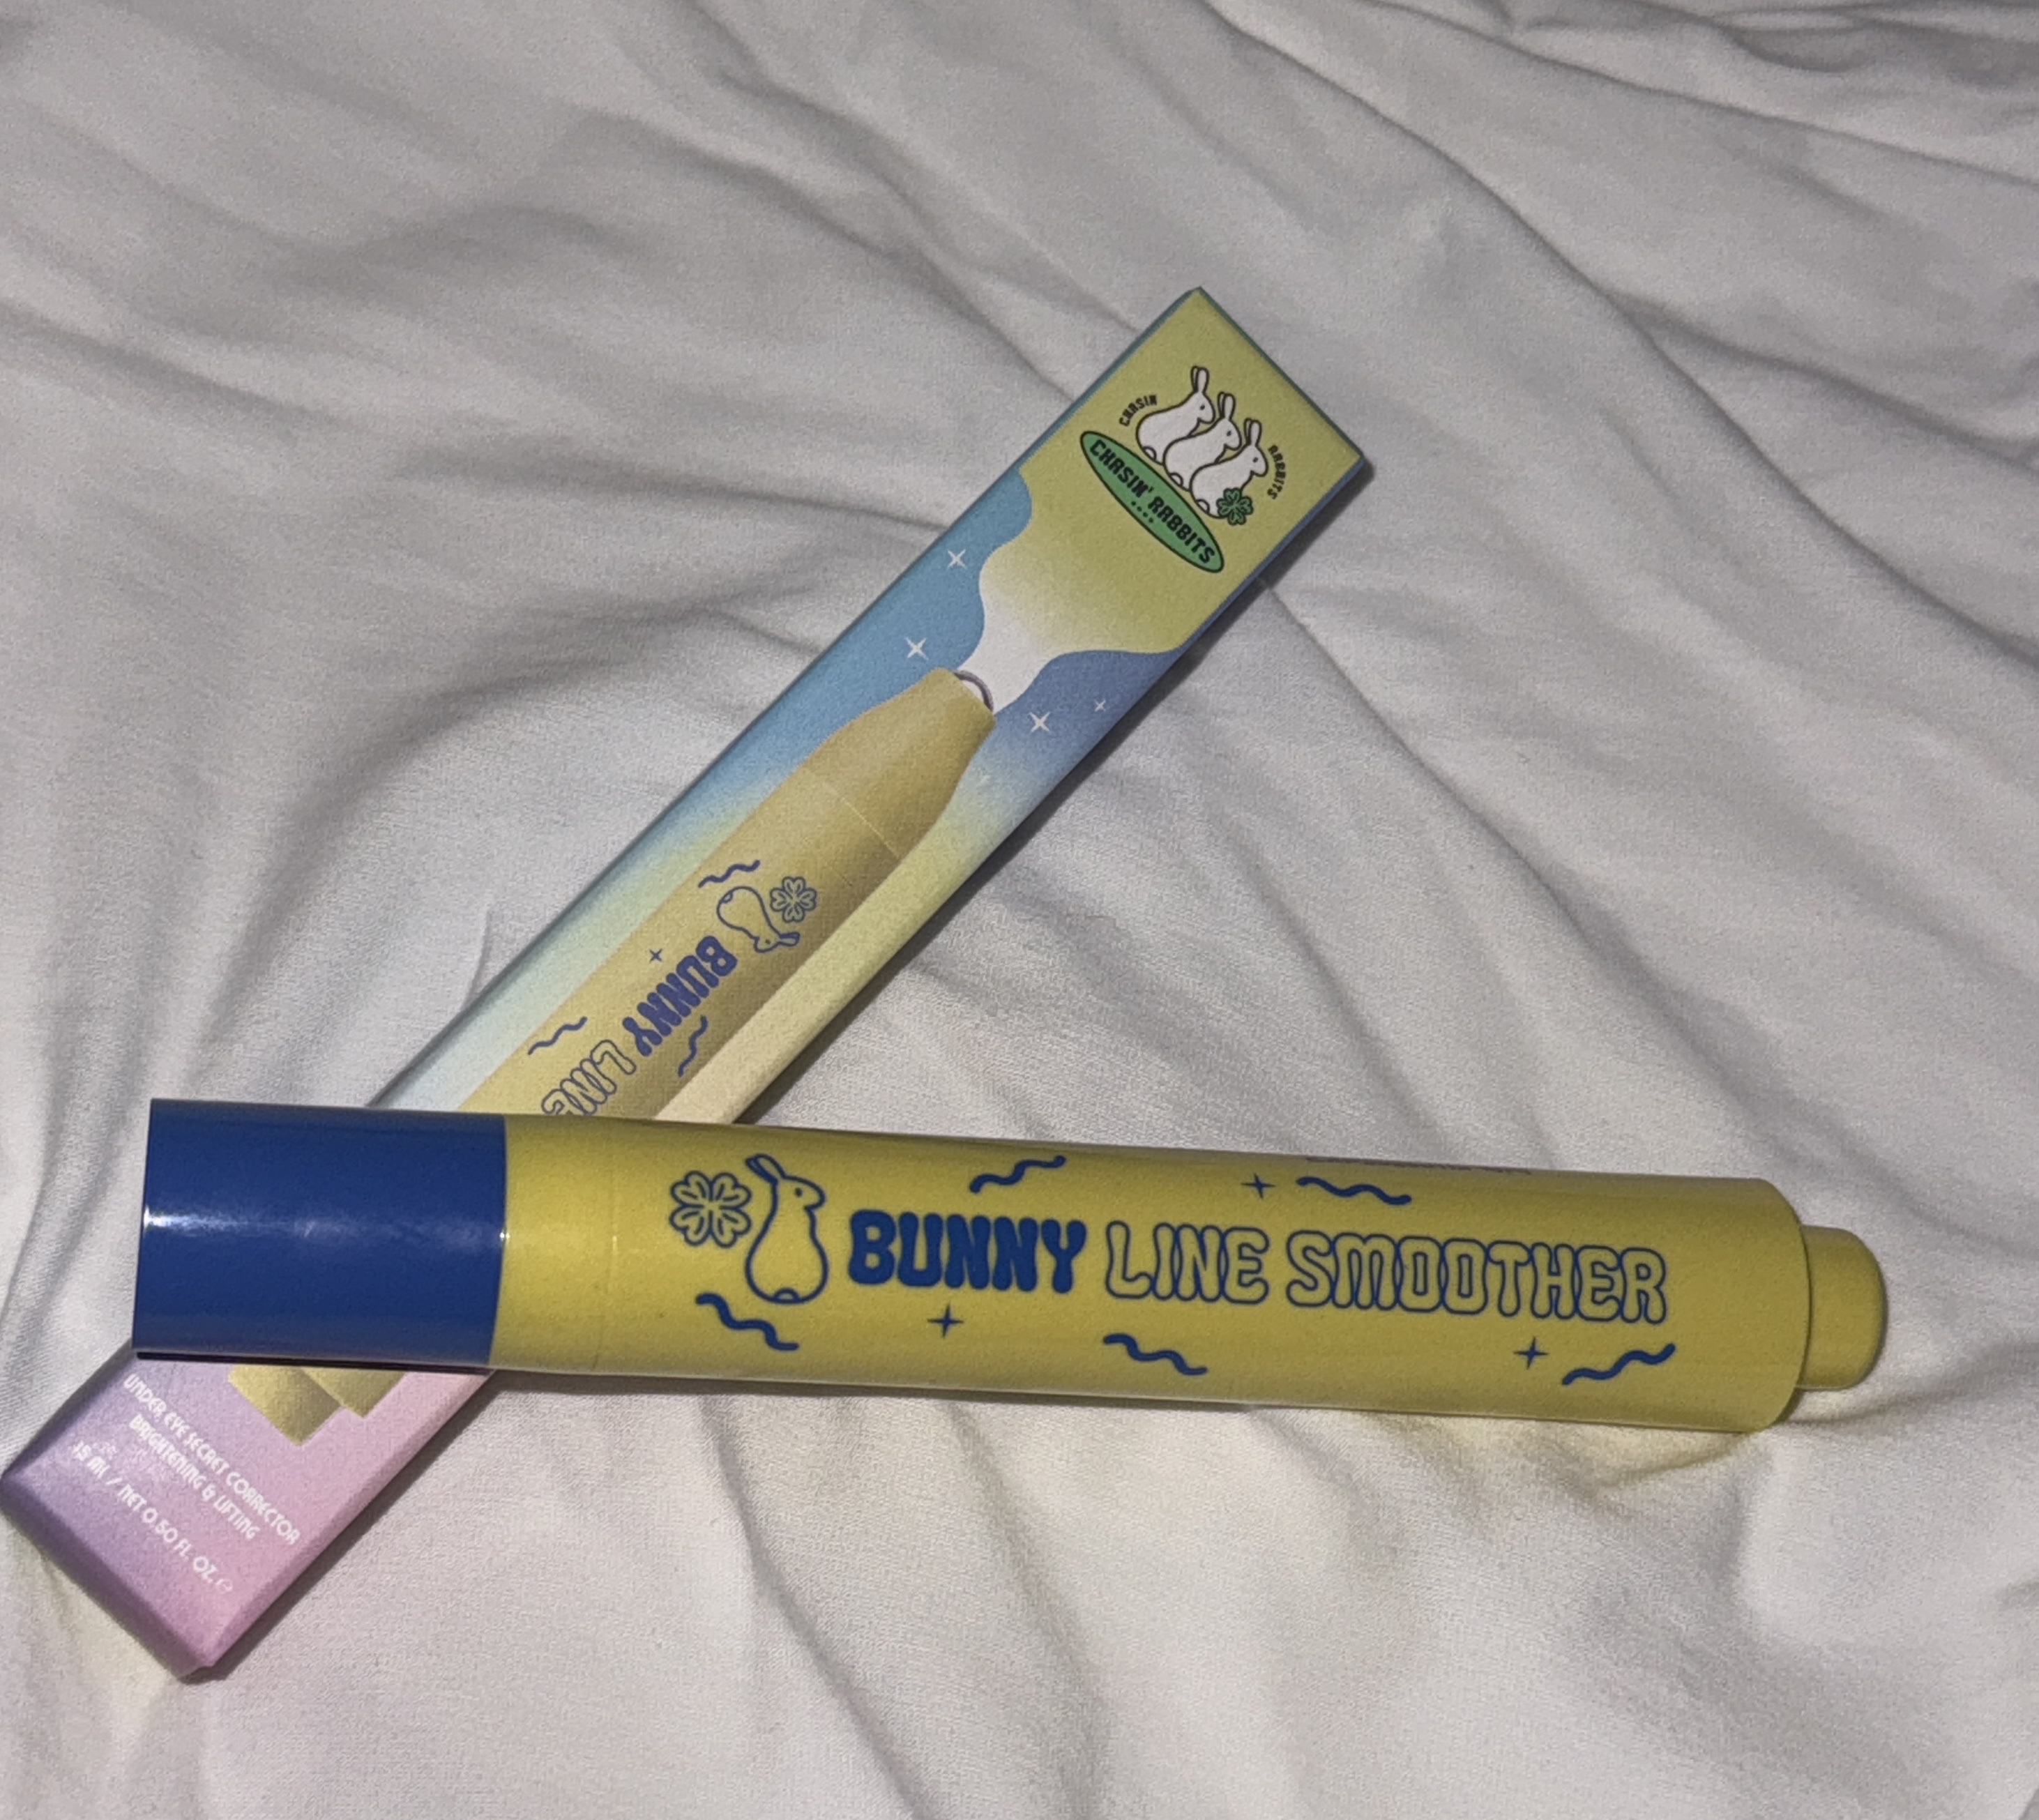 CHASIN RABBITS
CHASIN' RABBITS
BUNNY LINE
BUNNY LINE SMOOTHER
UNDER EYE SECRET CORRECTOR
BRIGHTENING & LIFTING
15 ml / NET 0.50 FL. OZ. ℮